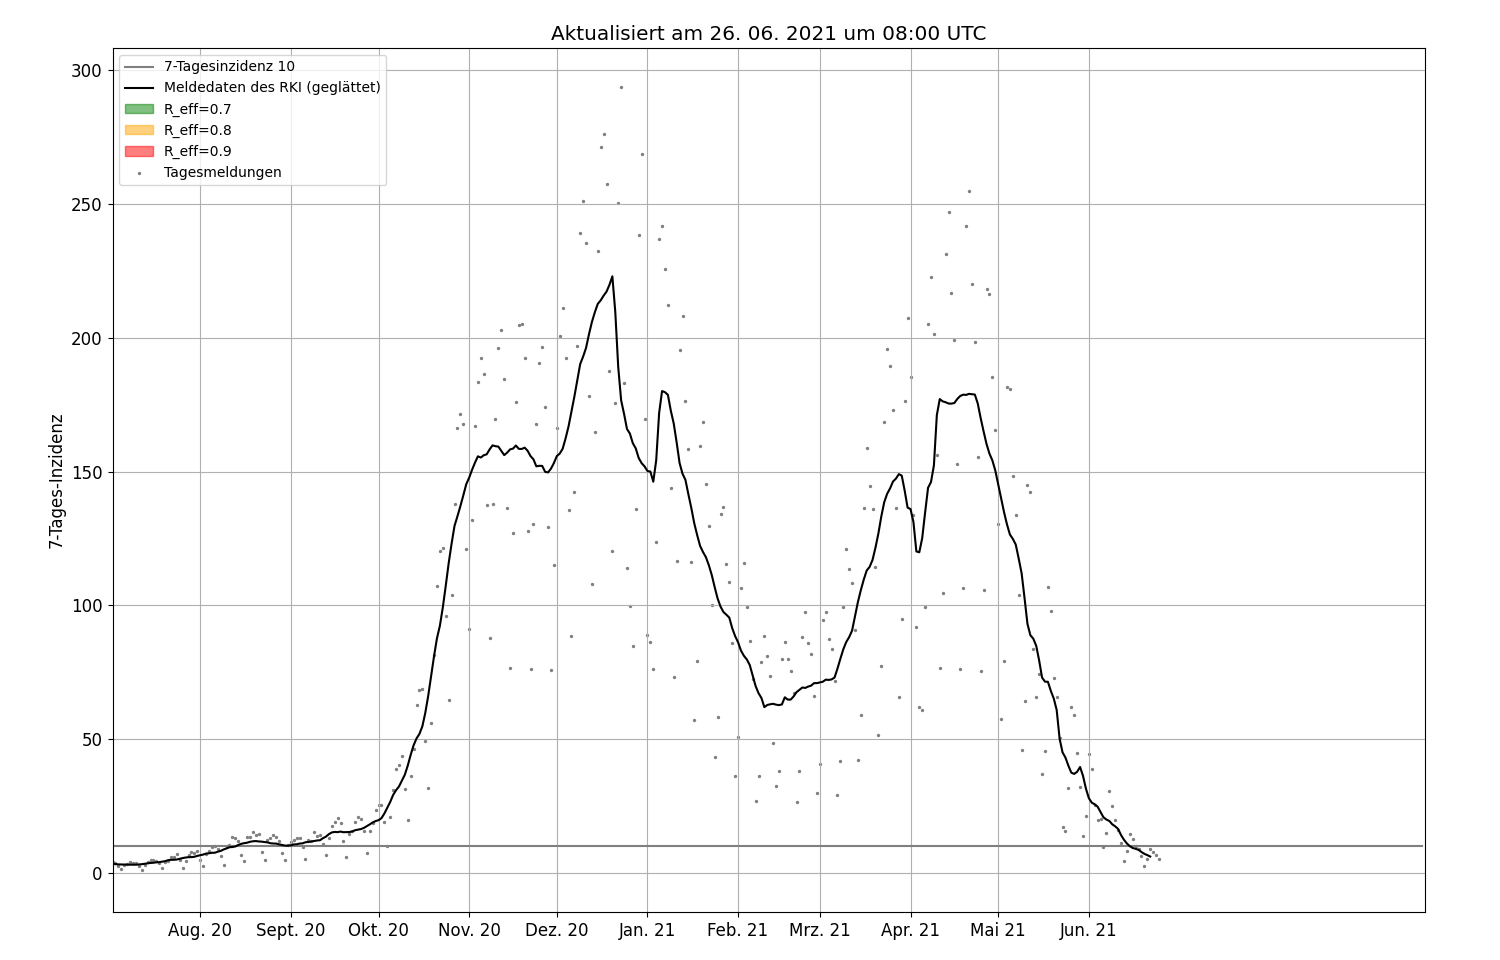 Aktualisiert am 26. 06. 2021 um 08:00 UTC
7-Tagesinzidenz 10
Meldedaten des RKI (geglättet)
R_eff=0.7
R_eff=0.8
R_eff=0.9
Tagesmeldungen
7-Tages-Inzidenz
300
250
200
150
100
50
0
Aug. 20 Sept. 20 Okt. 20 Nov. 20 Dez. 20 Jan. 21 Feb. 21 Mrz. 21 Apr. 21 Mai 21 Jun. 21